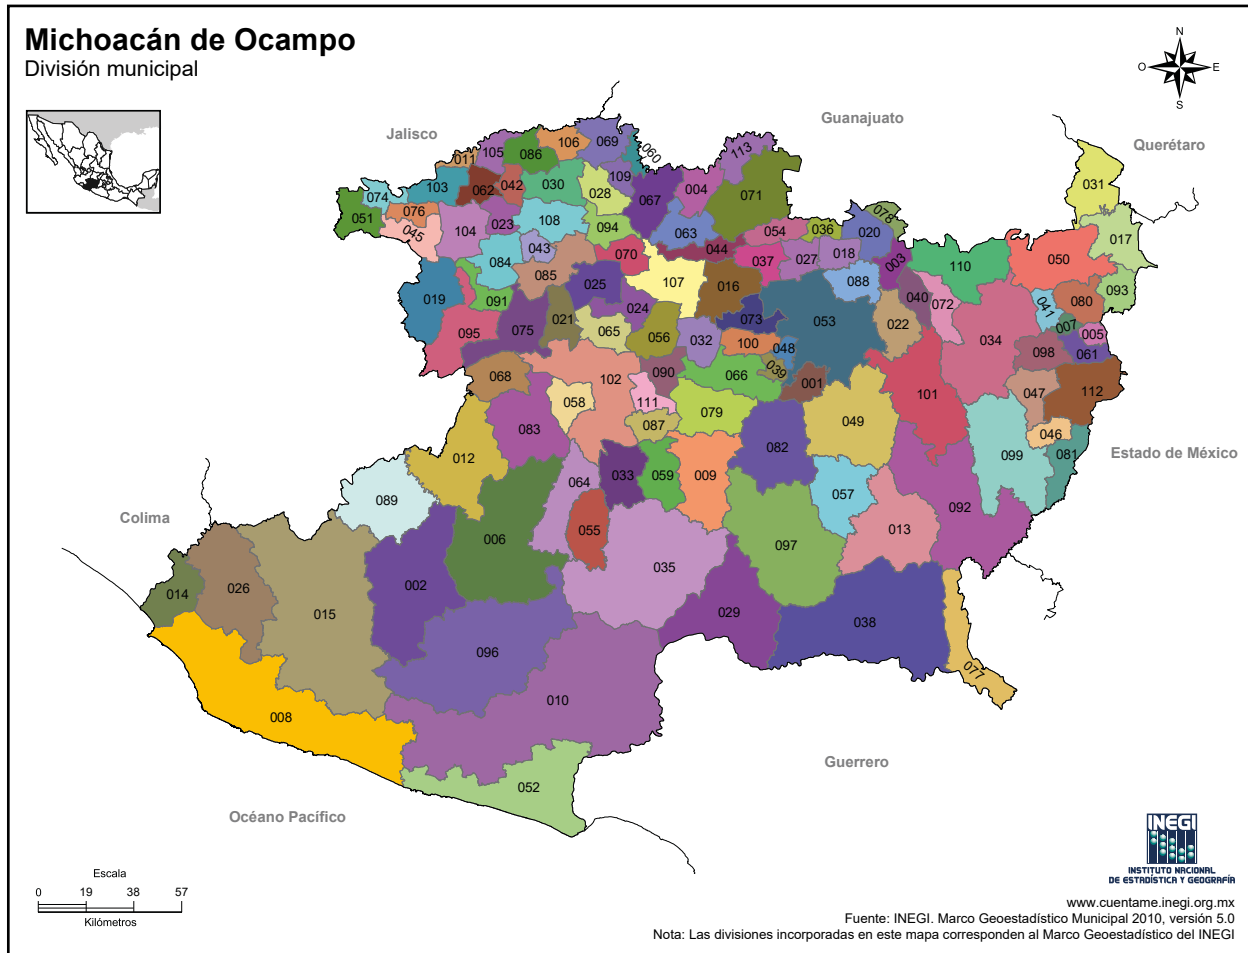 Michoacán de Ocampo
División municipal
N
O E
S
Jalisco
Guanajuato
Querétaro
Estado de México
Guerrero
Océano Pacífico
Colima
011 105 086 106 069 060 113
074 103 062 042 030 028 109 067 004 071 031
051 076 045 104 023 108 094 063 054 036 020 078 017
043 084 085 070 044 037 027 018 003 110 050
019 091 025 107 016 088 040 072 093
095 075 021 024 065 056 073 053 022 034 041 080 007 005
032 100 048 098 061
068 102 090 066 039 001 101 047 112
058 111 083 087 079 082 049 046
012 064 033 059 009 099 081
089 006 055 057 092
026 015 002 035 097 013
014 029 038
096 077
008 010
052
Escala
0 19 38 57
Kilómetros
INEGI
INSTITUTO NACIONAL
DE ESTADÍSTICA Y GEOGRAFÍA
www.cuentame.inegi.org.mx
Fuente: INEGI. Marco Geoestadístico Municipal 2010, versión 5.0
Nota: Las divisiones incorporadas en este mapa corresponden al Marco Geoestadístico del INEGI